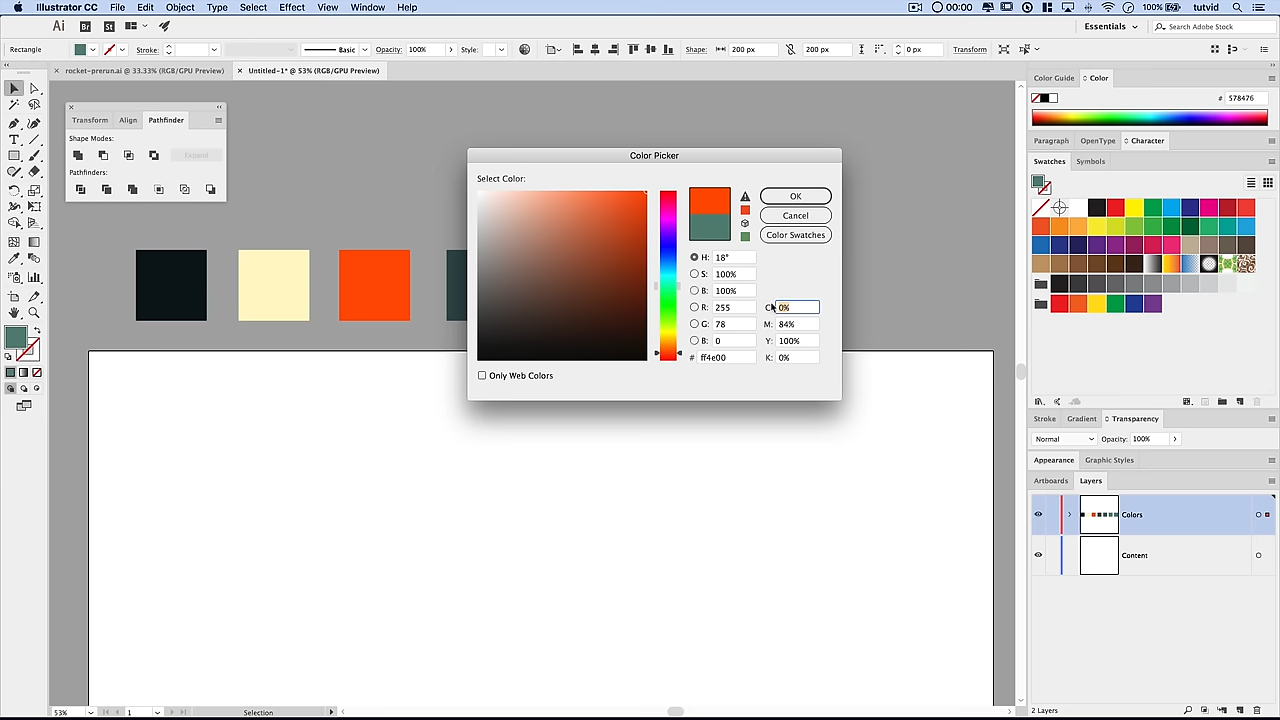 Illustrator CC File Edit Object Type Select Effect View Window Help 00:00 100% tutvid
Ai Br St Essentials Search Adobe Stock
Rectangle Stroke: Basic Opacity: 100% Style: Shape: 200 px 200 px 0 px Transform
× rocket-prerun.ai @ 33.33% (RGB/GPU Preview) × Untitled-1* @ 53% (RGB/GPU Preview)
Color Guide Color
# 578476
Transform Align Pathfinder
Shape Modes:
Expand
Pathfinders:
Paragraph OpenType Character
Swatches Symbols
Color Picker
Select Color:
OK
Cancel
Color Swatches
H: 18°
S: 100%
B: 100%
R: 255 C: 0%
G: 78 M: 84%
B: 0 Y: 100%
# ff4e00 K: 0%
Only Web Colors
Stroke Gradient Transparency
Normal Opacity: 100%
Appearance Graphic Styles
Artboards Layers
Colors
Content
53% 1 Selection
2 Layers